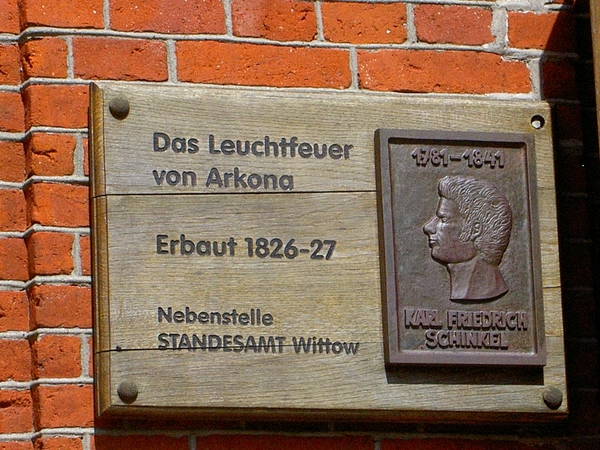 Das Leuchtfeuer
von Arkona
Erbaut 1826-27
Nebenstelle
STANDESAMT Wittow
1781-1841
KARL FRIEDRICH
SCHINKEL